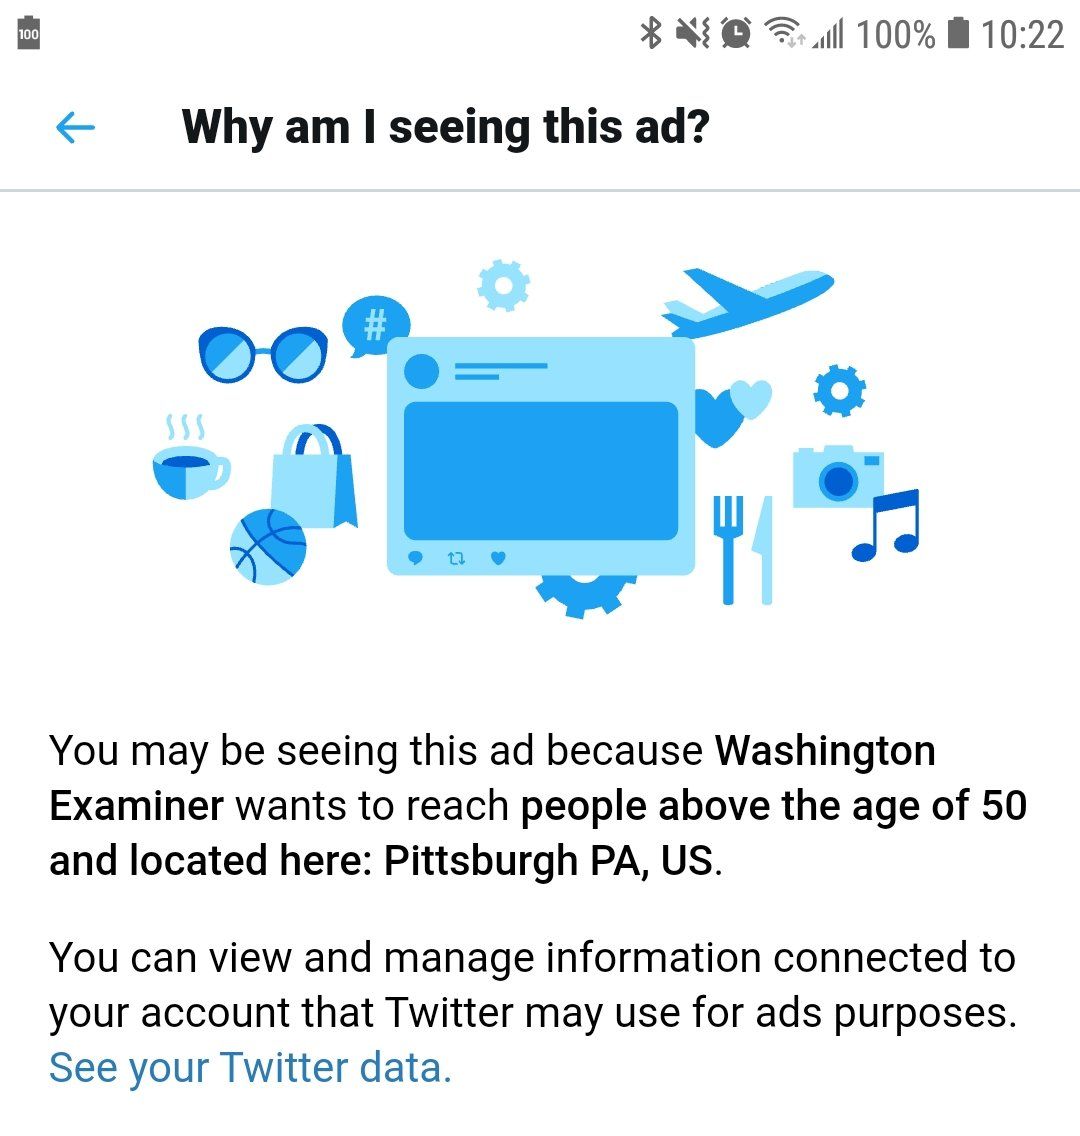 100 100% 10:22
Why am I seeing this ad?
#
You may be seeing this ad because Washington
Examiner wants to reach people above the age of 50
and located here: Pittsburgh PA, US.
You can view and manage information connected to
your account that Twitter may use for ads purposes.
See your Twitter data.